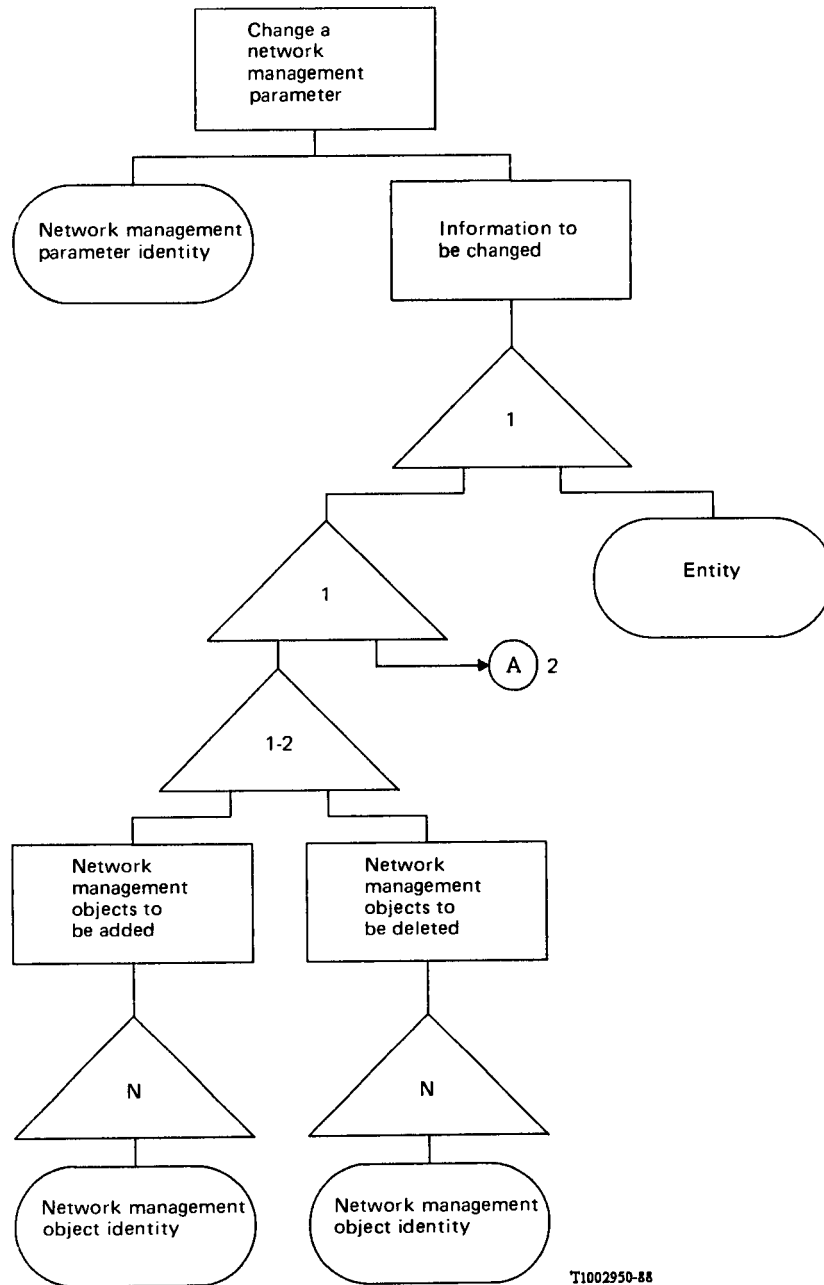 Change a
network
management
parameter
Network management
parameter identity
Information to
be changed
1
Entity
1
A 2
1-2
Network
management
objects to
be added
Network
management
objects to
be deleted
N
N
Network management
object identity
Network management
object identity
T1002950-88